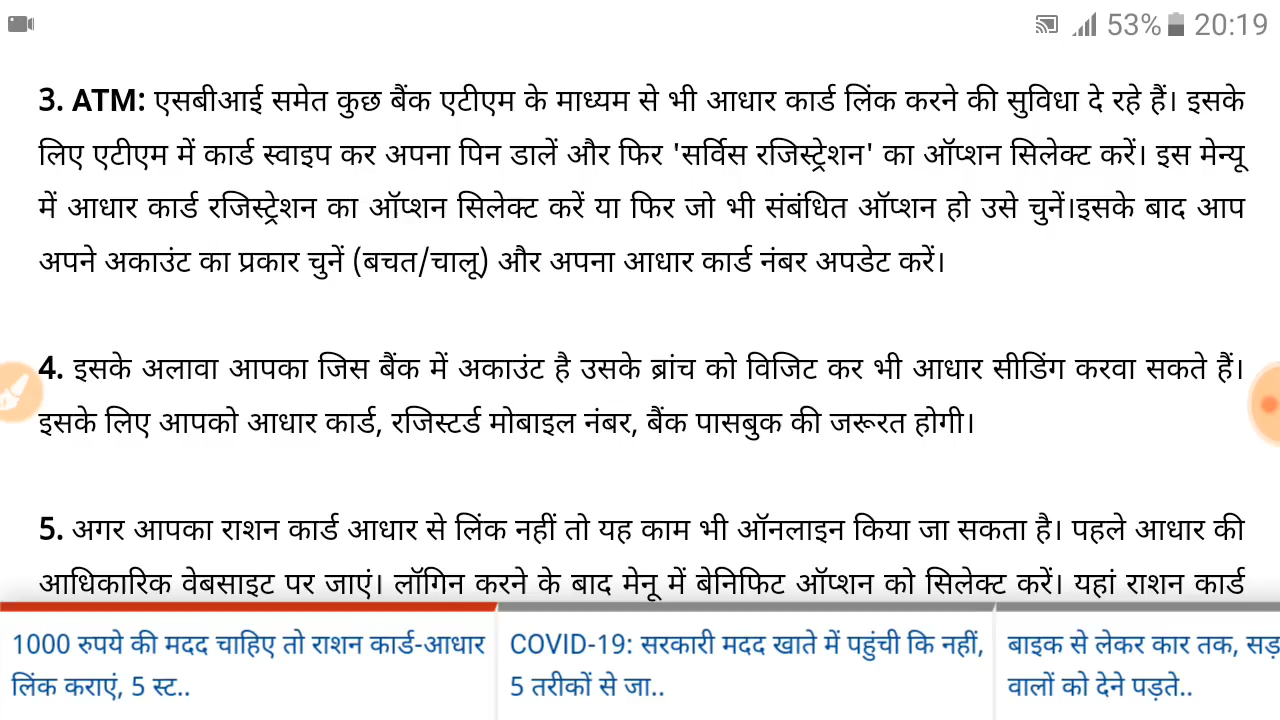 53% 20:19
3. ATM: एसबीआई समेत कुछ बैंक एटीएम के माध्यम से भी आधार कार्ड लिंक करने की सुविधा दे रहे हैं। इसके
लिए एटीएम में कार्ड स्वाइप कर अपना पिन डालें और फिर 'सर्विस रजिस्ट्रेशन' का ऑप्शन सिलेक्ट करें। इस मेन्यू
में आधार कार्ड रजिस्ट्रेशन का ऑप्शन सिलेक्ट करें या फिर जो भी संबंधित ऑप्शन हो उसे चुनें।इसके बाद आप
अपने अकाउंट का प्रकार चुनें (बचत/चालू) और अपना आधार कार्ड नंबर अपडेट करें।
4. इसके अलावा आपका जिस बैंक में अकाउंट है उसके ब्रांच को विजिट कर भी आधार सीडिंग करवा सकते हैं।
इसके लिए आपको आधार कार्ड, रजिस्टर्ड मोबाइल नंबर, बैंक पासबुक की जरूरत होगी।
5. अगर आपका राशन कार्ड आधार से लिंक नहीं तो यह काम भी ऑनलाइन किया जा सकता है। पहले आधार की
आधिकारिक वेबसाइट पर जाएं। लॉगिन करने के बाद मेनू में बेनिफिट ऑप्शन को सिलेक्ट करें। यहां राशन कार्ड
1000 रुपये की मदद चाहिए तो राशन कार्ड-आधार
लिंक कराएं, 5 स्ट..
COVID-19: सरकारी मदद खाते में पहुंची कि नहीं,
5 तरीकों से जा..
बाइक से लेकर कार तक, सड़
वालों को देने पड़ते..